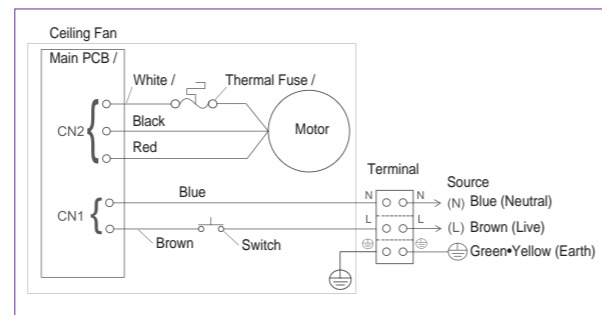 Ceiling Fan
Main PCB /
White /
Thermal Fuse /
CN2
Black
Motor
Red
Terminal
Source
Blue
N
N
(N) Blue (Neutral)
CN1
L
L
(L) Brown (Live)
Brown
Switch
Green•Yellow (Earth)